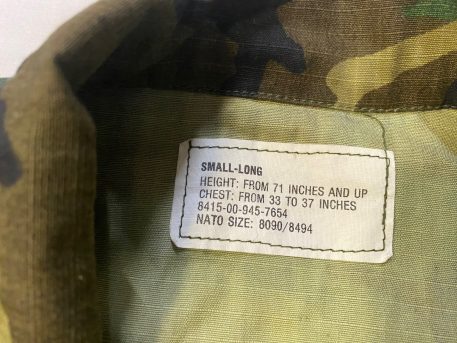 SMALL-LONG
HEIGHT: FROM 71 INCHES AND UP
CHEST: FROM 33 TO 37 INCHES
8415-00-945-7654
NATO SIZE: 8090/8494